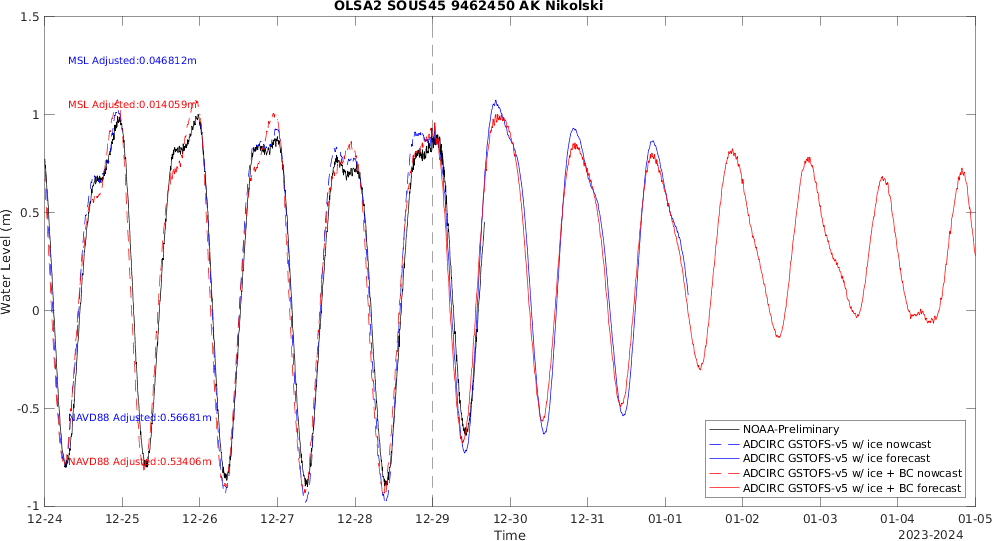 OLSA2 SOUS45 9462450 AK Nikolski
1.5
1
0.5
0
-0.5
-1
Water Level (m)
MSL Adjusted:0.046812m
MSL Adjusted:0.014059m
NAVD88 Adjusted:0.56681m
NAVD88 Adjusted:0.53406m
NOAA-Preliminary
ADCIRC GSTOFS-v5 w/ ice nowcast
ADCIRC GSTOFS-v5 w/ ice forecast
ADCIRC GSTOFS-v5 w/ ice + BC nowcast
ADCIRC GSTOFS-v5 w/ ice + BC forecast
12-24 12-25 12-26 12-27 12-28 12-29 12-30 12-31 01-01 01-02 01-03 01-04 01-05
Time
2023-2024